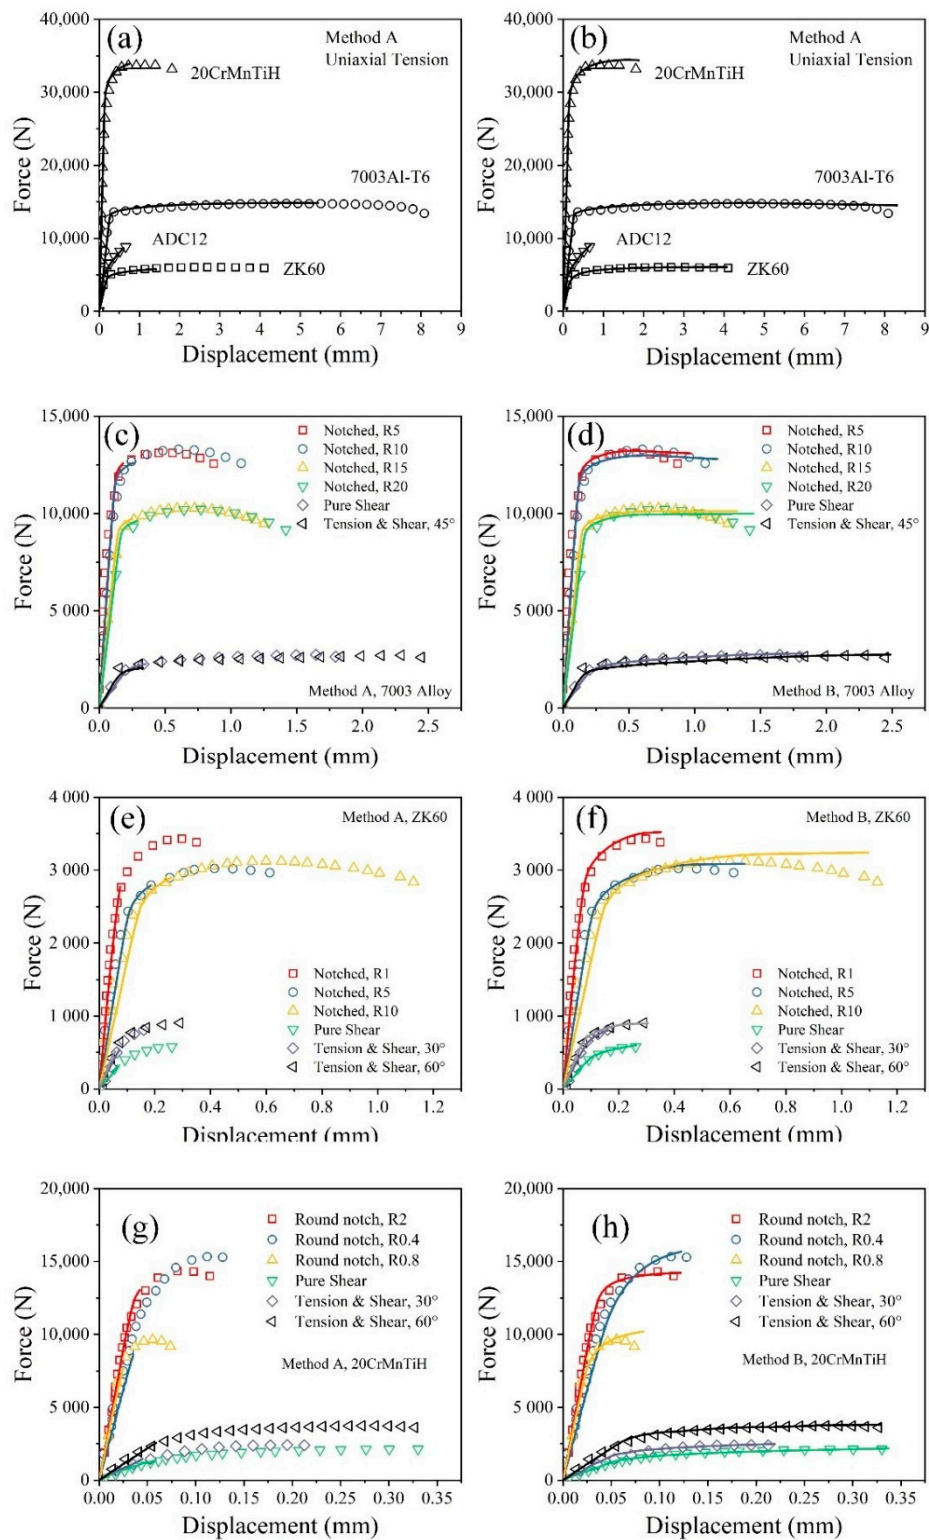 (a)
Method A
Uniaxial Tension
20CrMnTiH
7003Al-T6
ADC12
ZK60
Force (N)
40,000
30,000
20,000
10,000
0
0 1 2 3 4 5 6 7 8 9
Displacement (mm)
(b)
Method A
Uniaxial Tension
20CrMnTiH
7003Al-T6
ADC12
ZK60
Force (N)
40,000
30,000
20,000
10,000
0
0 1 2 3 4 5 6 7 8 9
Displacement (mm)
(c)
Notched, R5
Notched, R10
Notched, R15
Notched, R20
Pure Shear
Tension & Shear, 45°
Method A, 7003 Alloy
Force (N)
15,000
10,000
5 000
0
0.0 0.5 1.0 1.5 2.0 2.5
Displacement (mm)
(d)
Notched, R5
Notched, R10
Notched, R15
Notched, R20
Pure Shear
Tension & Shear, 45°
Method B, 7003 Alloy
Force (N)
15,000
10,000
5 000
0
0.0 0.5 1.0 1.5 2.0 2.5
Displacement (mm)
(e)
Method A, ZK60
Notched, R1
Notched, R5
Notched, R10
Pure Shear
Tension & Shear, 30°
Tension & Shear, 60°
Force (N)
4 000
3 000
2 000
1 000
0
0.0 0.2 0.4 0.6 0.8 1.0 1.2
Displacement (mm)
(f)
Method B, ZK60
Notched, R1
Notched, R5
Notched, R10
Pure Shear
Tension & Shear, 30°
Tension & Shear, 60°
Force (N)
4 000
3 000
2 000
1 000
0
0.0 0.2 0.4 0.6 0.8 1.0 1.2
Displacement (mm)
(g)
Round notch, R2
Round notch, R0.4
Round notch, R0.8
Pure Shear
Tension & Shear, 30°
Tension & Shear, 60°
Method A, 20CrMnTiH
Force (N)
20,000
15,000
10,000
5 000
0
0.00 0.05 0.10 0.15 0.20 0.25 0.30 0.35
Displacement (mm)
(h)
Round notch, R2
Round notch, R0.4
Round notch, R0.8
Pure Shear
Tension & Shear, 30°
Tension & Shear, 60°
Method B, 20CrMnTiH
Force (N)
20,000
15,000
10,000
5 000
0
0.00 0.05 0.10 0.15 0.20 0.25 0.30 0.35
Displacement (mm)